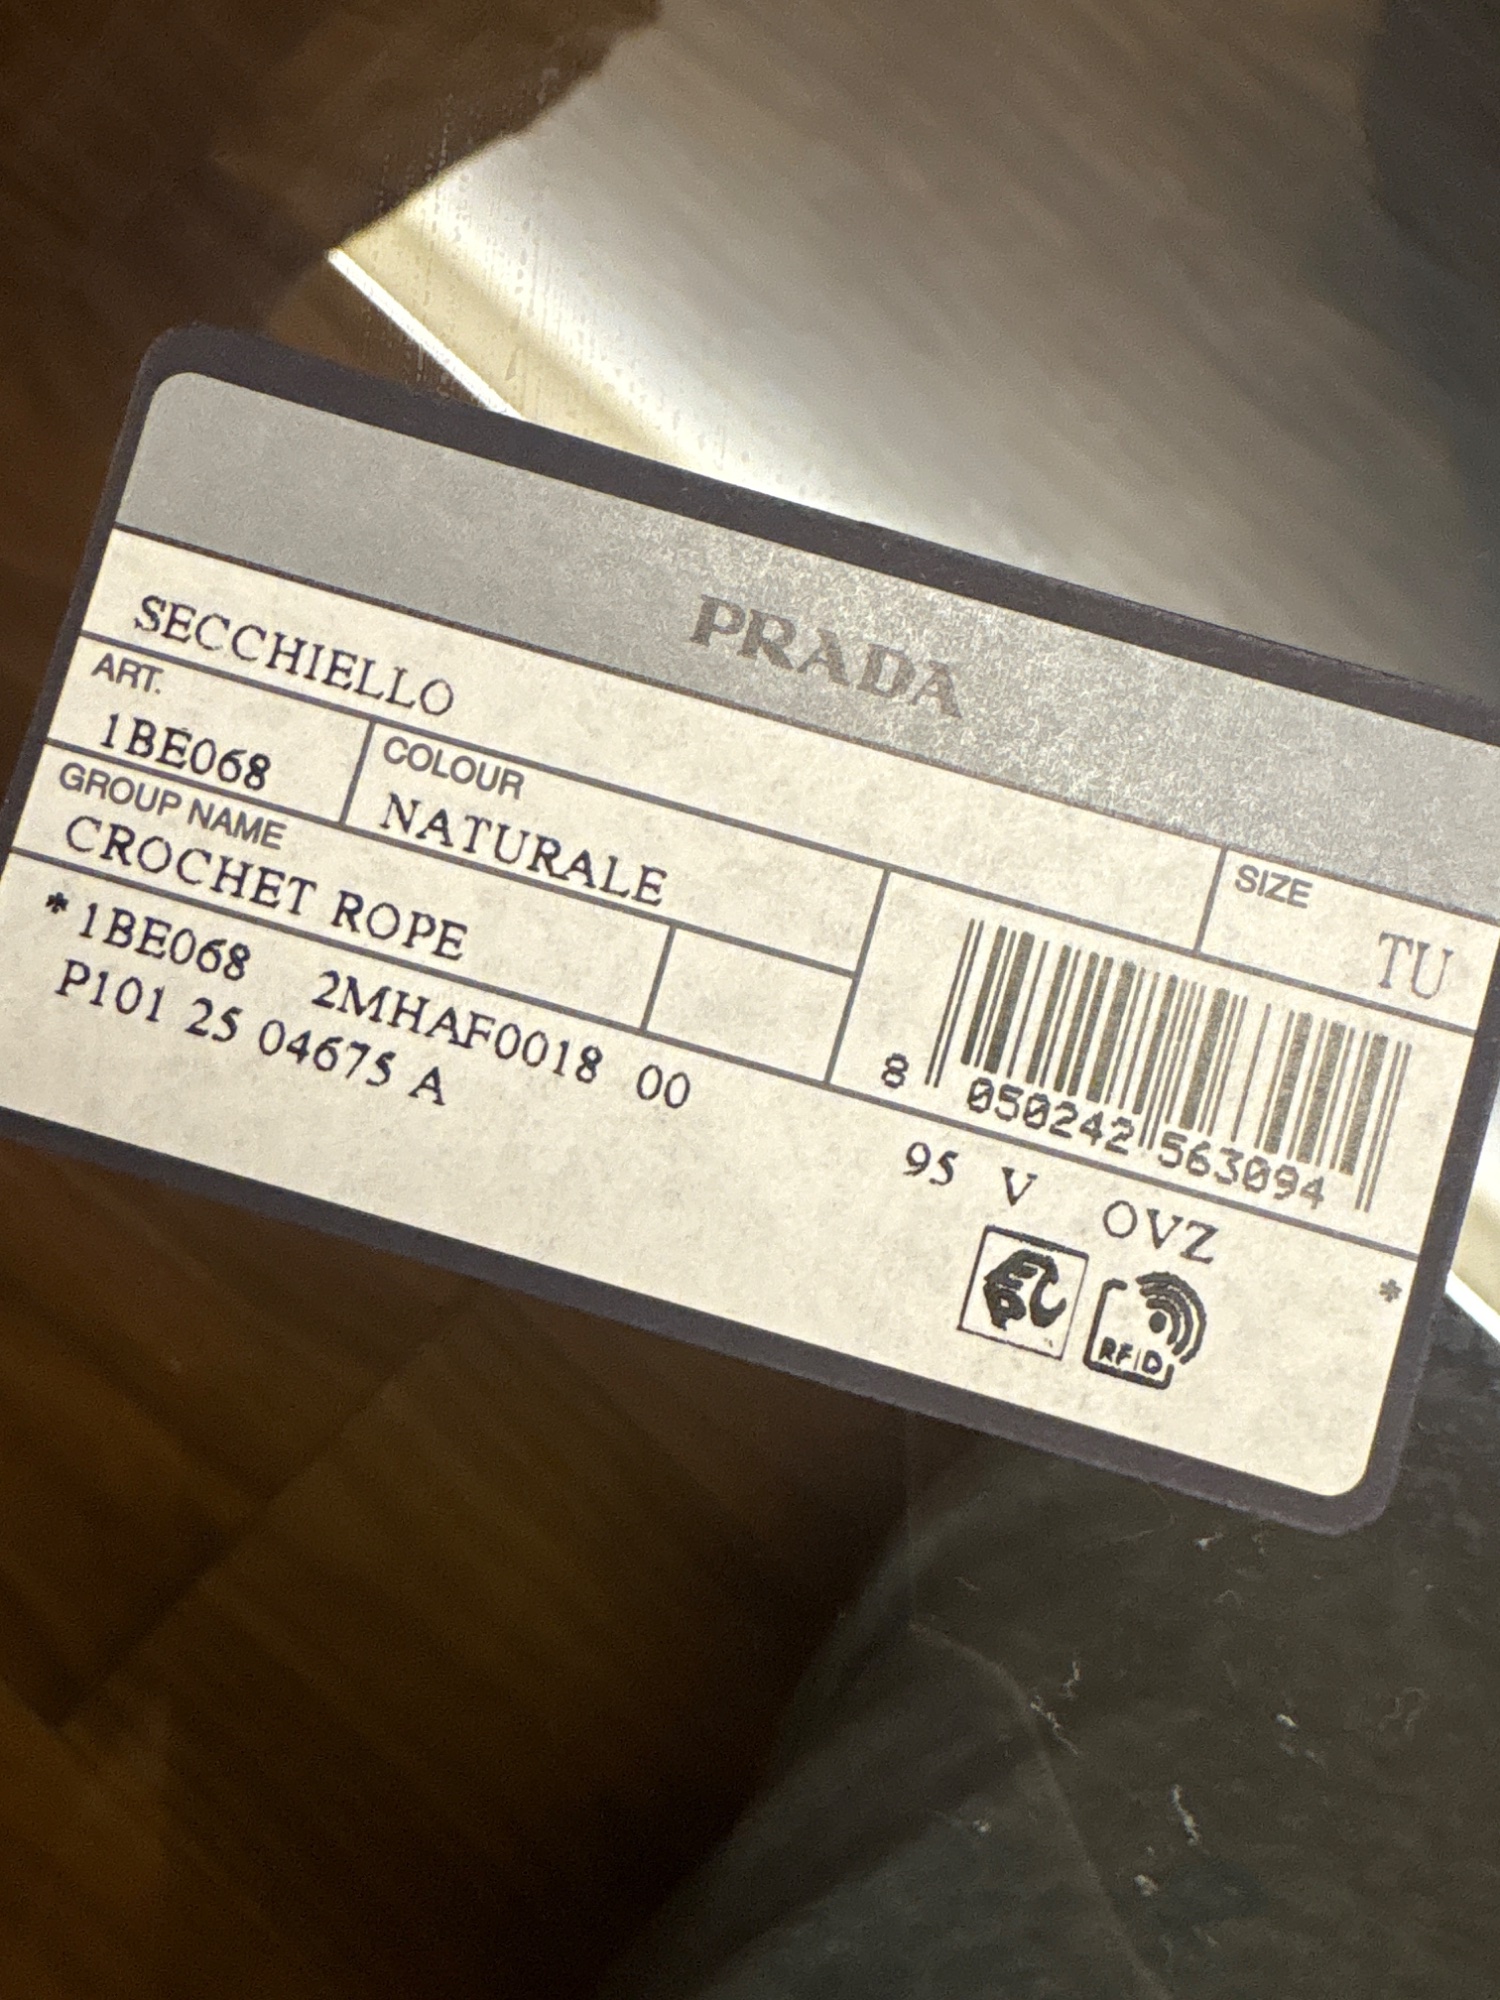 PRADA
SECCHIELLO
SIZE
TU
ART.
1BE068
COLOUR
NATURALE
GROUP NAME
CROCHET ROPE
8 050242 563094
*1BE068 2MHAF0018 00
P101 25 04675 A
95 V OVZ
*
RFID